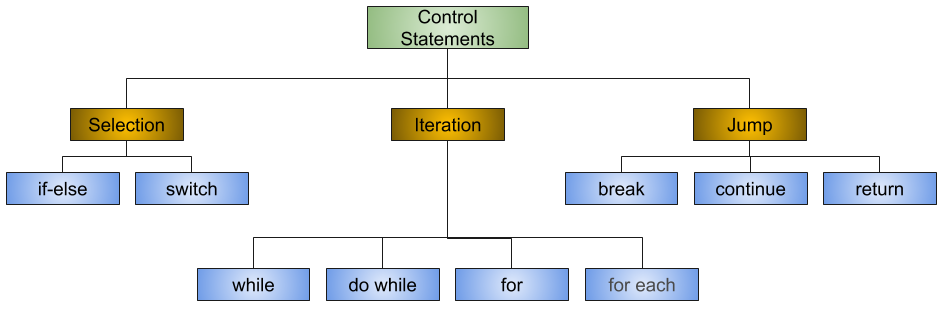 Control
Statements
Selection
Iteration
Jump
if-else
switch
break
continue
return
while
do while
for
for each